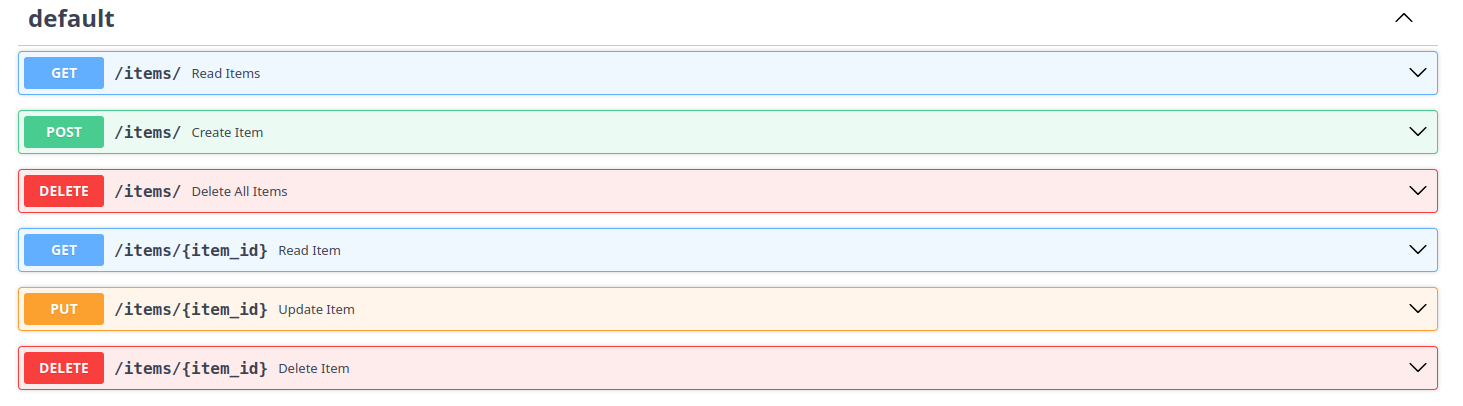 default
GET /items/ Read Items
POST /items/ Create Item
DELETE /items/ Delete All Items
GET /items/{item_id} Read Item
PUT /items/{item_id} Update Item
DELETE /items/{item_id} Delete Item